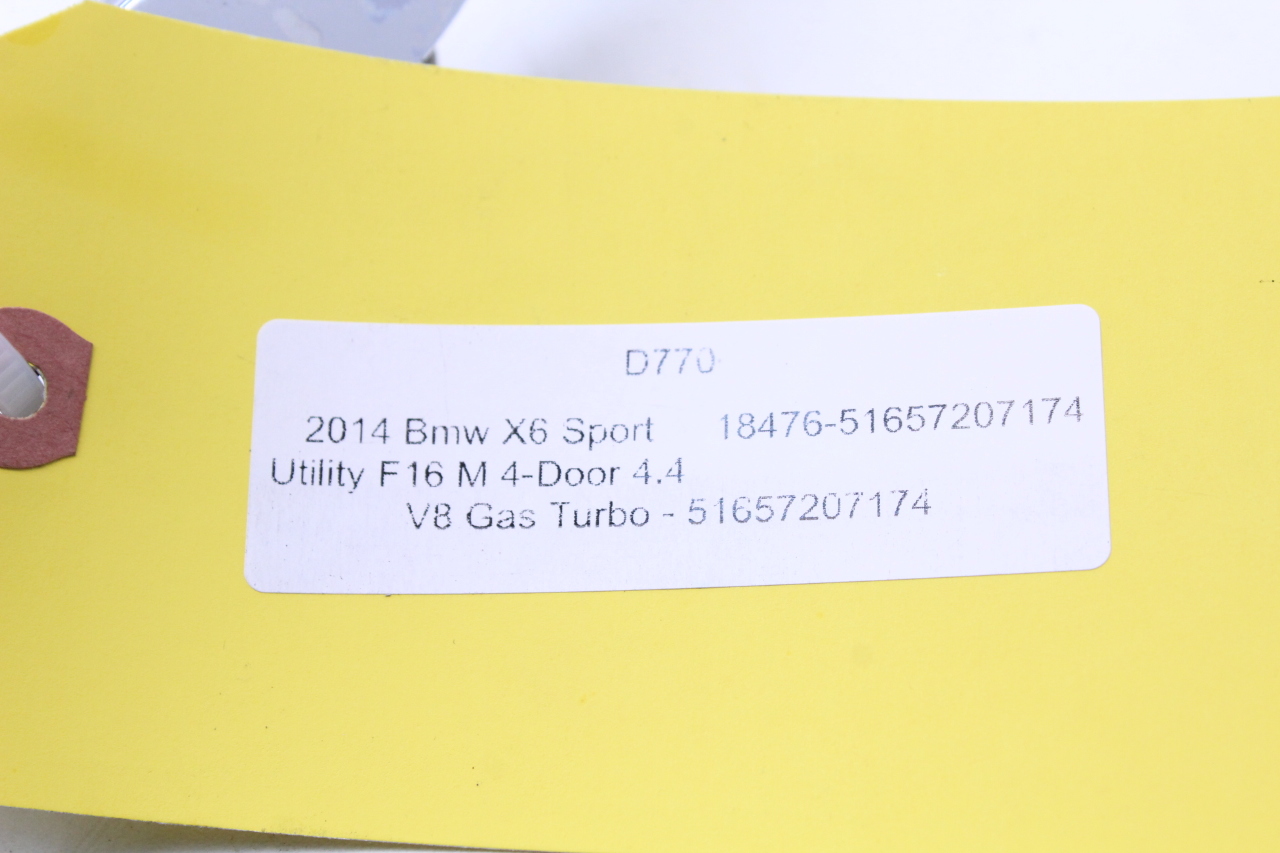 D770
2014 Bmw X6 Sport 18476-51657207174
Utility F16 M 4-Door 4.4
V8 Gas Turbo - 51657207174